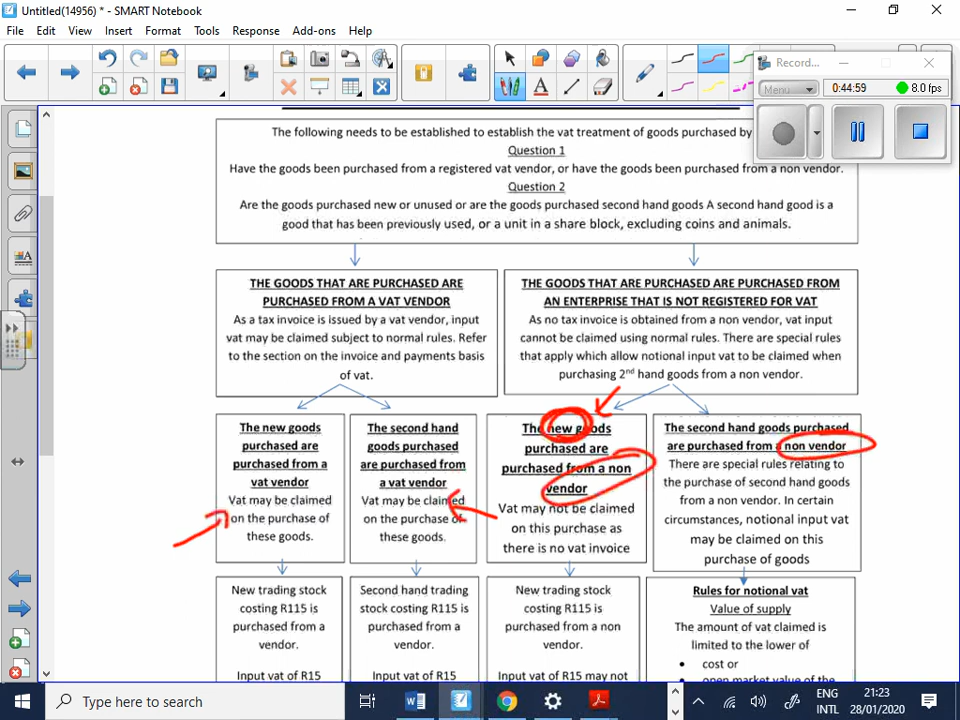 Untitled(14956) * - SMART Notebook
File Edit View Insert Format Tools Response Add-ons Help
Record...
Menu 0:44:59 8.0 fps
The following needs to be established to establish the vat treatment of goods purchased by
Question 1
Have the goods been purchased from a registered vat vendor, or have the goods been purchased from a non vendor.
Question 2
Are the goods purchased new or unused or are the goods purchased second hand goods A second hand good is a
good that has been previously used, or a unit in a share block, excluding coins and animals.
THE GOODS THAT ARE PURCHASED ARE
PURCHASED FROM A VAT VENDOR
As a tax invoice is issued by a vat vendor, input
vat may be claimed subject to normal rules. Refer
to the section on the invoice and payments basis
of vat.
THE GOODS THAT ARE PURCHASED ARE PURCHASED FROM
AN ENTERPRISE THAT IS NOT REGISTERED FOR VAT
As no tax invoice is obtained from a non vendor, vat input
cannot be claimed using normal rules. There are special rules
that apply which allow notional input vat to be claimed when
purchasing 2nd hand goods from a non vendor.
The new goods
purchased are
purchased from a
vat vendor
Vat may be claimed
on the purchase of
these goods.
The second hand
goods purchased
are purchased from
a vat vendor
Vat may be claimed
on the purchase of
these goods.
The new goods
purchased are
purchased from a non
vendor
Vat may not be claimed
on this purchase as
there is no vat invoice
The second hand goods purchased
are purchased from a non vendor
There are special rules relating to
the purchase of second hand goods
from a non vendor. In certain
circumstances, notional input vat
may be claimed on this
purchase of goods
New trading stock
costing R115 is
purchased from a
vendor.
Input vat of R15
Second hand trading
stock costing R115 is
purchased from a
vendor.
Input vat of R15
New trading stock
costing R115 is
purchased from a non
vendor.
Input vat of R15 may not
Rules for notional vat
Value of supply
The amount of vat claimed is
limited to the lower of
• cost or
• open market value of the
Type here to search
ENG
INTL
21:23
28/01/2020